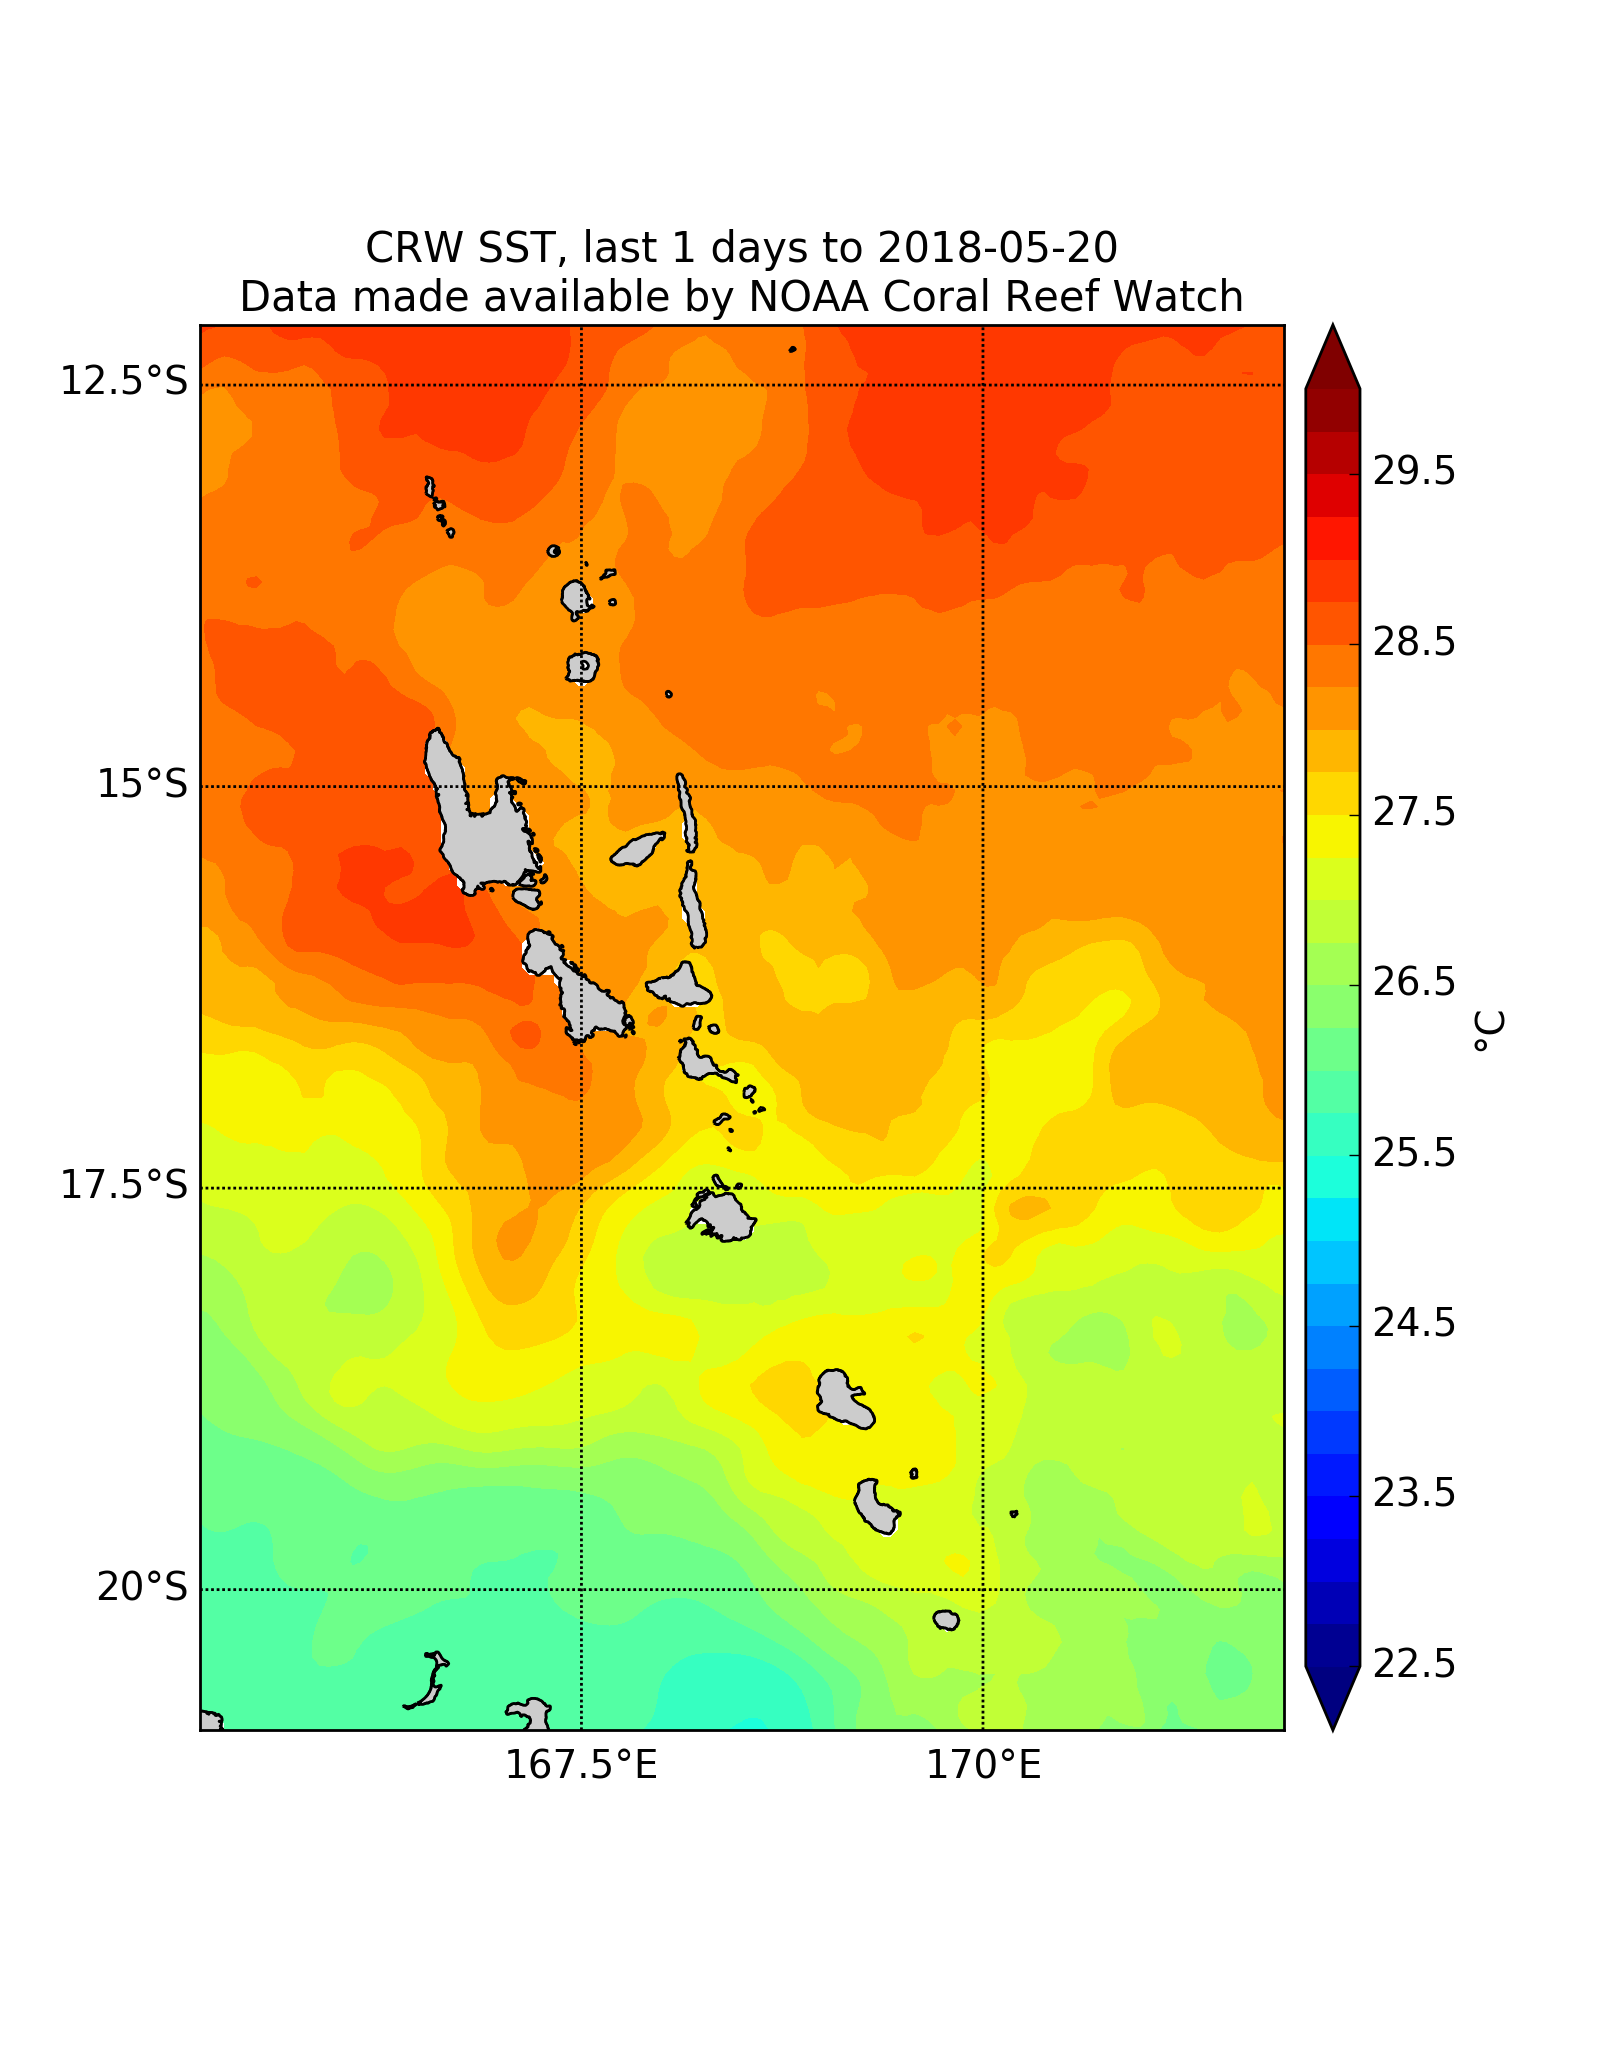 CRW SST, last 1 days to 2018-05-20
Data made available by NOAA Coral Reef Watch
12.5°S
15°S
17.5°S
20°S
167.5°E
170°E
29.5
28.5
27.5
26.5
25.5
24.5
23.5
22.5
°C